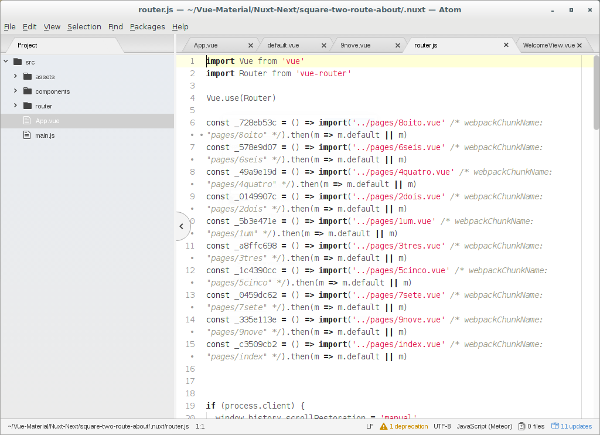 router.js — ~/Vue-Material/Nuxt-Next/square-two-route-about/.nuxt — Atom
File Edit View Selection Find Packages Help
Project
App.vue default.vue 9nove.vue router.js WelcomeView.vue
src
assets
components
router
App.vue
main.js
1 import Vue from 'vue'
2 import Router from 'vue-router'
3
4 Vue.use(Router)
5
6 const _728eb53c = () => import('../pages/8oito.vue' /* webpackChunkName:
"pages/8oito" */).then(m => m.default || m)
7 const _578e9d07 = () => import('../pages/6seis.vue' /* webpackChunkName:
"pages/6seis" */).then(m => m.default || m)
8 const _49a9e19d = () => import('../pages/4quatro.vue' /* webpackChunkName:
"pages/4quatro" */).then(m => m.default || m)
9 const _0149907c = () => import('../pages/2dois.vue' /* webpackChunkName:
"pages/2dois" */).then(m => m.default || m)
const _5b3e471e = () => import('../pages/1um.vue' /* webpackChunkName:
"pages/1um" */).then(m => m.default || m)
11 const _a8ffc698 = () => import('../pages/3tres.vue' /* webpackChunkName:
"pages/3tres" */).then(m => m.default || m)
12 const _1c4390cc = () => import('../pages/5cinco.vue' /* webpackChunkName:
"pages/5cinco" */).then(m => m.default || m)
13 const _0459dc62 = () => import('../pages/7sete.vue' /* webpackChunkName:
"pages/7sete" */).then(m => m.default || m)
14 const _335e113e = () => import('../pages/9nove.vue' /* webpackChunkName:
"pages/9nove" */).then(m => m.default || m)
15 const _c3509cb2 = () => import('../pages/index.vue' /* webpackChunkName:
"pages/index" */).then(m => m.default || m)
16
17
18
19 if (process.client) {
20 window.history.scrollRestoration = 'manual'
~/Vue-Material/Nuxt-Next/square-two-route-about/.nuxt/router.js 1:1 LF 1 deprecation UTF-8 JavaScript (Meteor) 0 files 11 updates